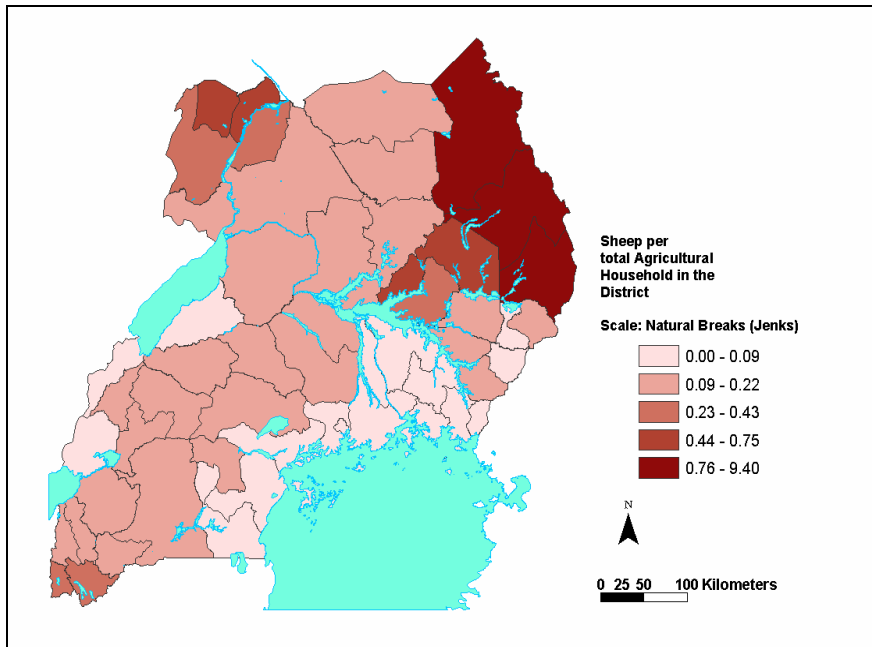 Sheep per
total Agricultural
Household in the
District
Scale: Natural Breaks (Jenks)
0.00 - 0.09
0.09 - 0.22
0.23 - 0.43
0.44 - 0.75
0.76 - 9.40
N
0 25 50 100 Kilometers